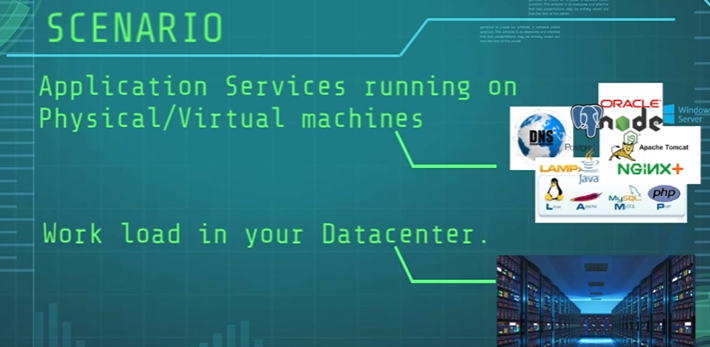 SCENARIO
Application Services running on
Physical/Virtual machines
ORACLE
Window
Server
DNS
node
Apache Tomcat
LAMP
Java
NGINX+
MySQL
php
L
A
M
P
Work load in your Datacenter.